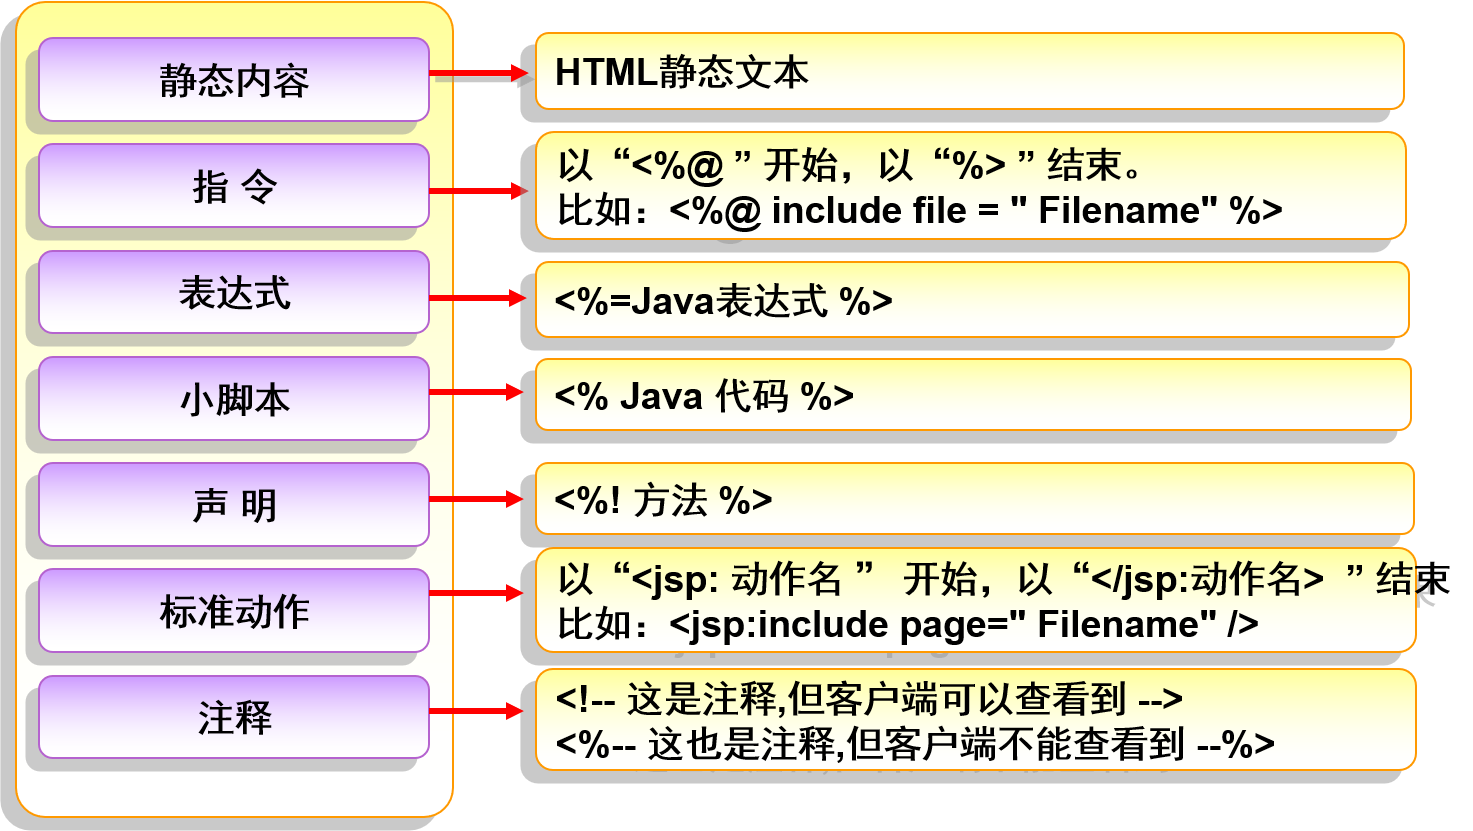 静态内容
HTML静态文本
指 令
以“<%@ ” 开始，以“%> ” 结束。
比如：<%@ include file = " Filename" %>
表达式
<%=Java表达式 %>
小脚本
<% Java 代码 %>
声 明
<%! 方法 %>
标准动作
以“<jsp: 动作名 ” 开始，以“</jsp:动作名> ” 结束
比如：<jsp:include page=" Filename" />
注释
<!-- 这是注释,但客户端可以查看到 -->
<%-- 这也是注释,但客户端不能查看到 --%>